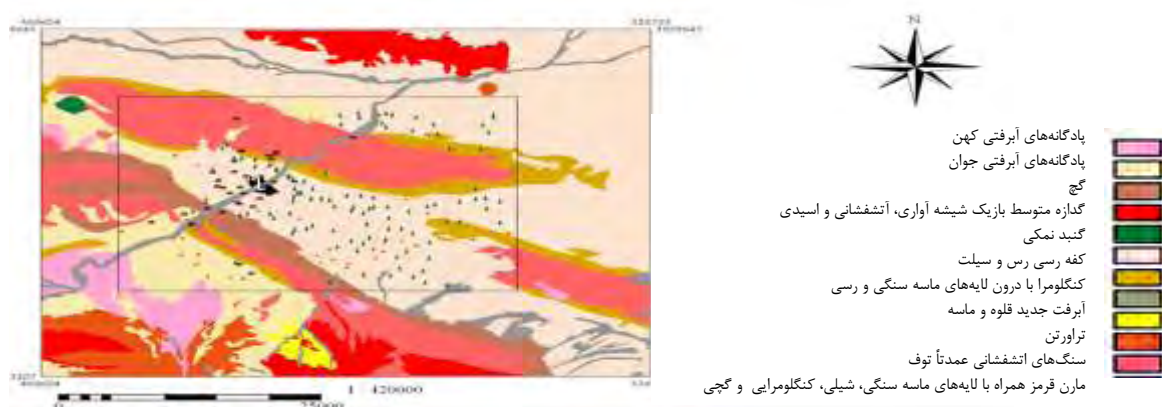 N
پادگانه‌های آبرفتی کهن
پادگانه‌های آبرفتی جوان
گچ
گدازه متوسط بازیک شیشه آواری، آتشفشانی و اسیدی
گنبد نمکی
کفه رسی رس و سیلت
کنگلومرا با درون لایه‌های ماسه سنگی و رسی
آبرفت جدید قلوه و ماسه
تراورتن
سنگ‌های اتشفشانی عمدتاً توف
مارن قرمز همراه با لایه‌های ماسه سنگی، شیلی، کنگلومرایی و گچی
1 420000
0 25000